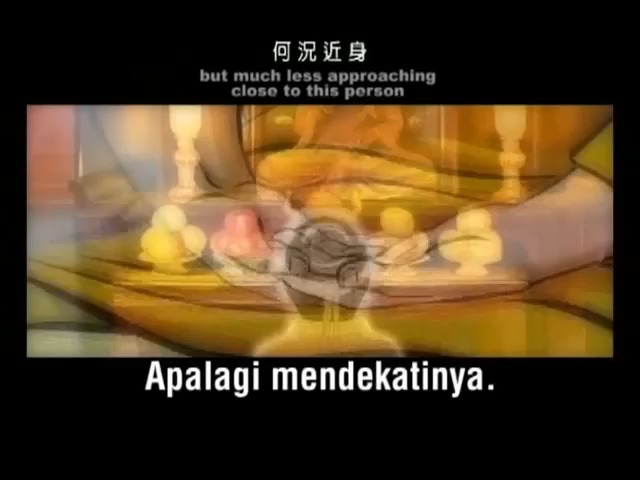 何況近身
but much less approaching
close to this person
Apalagi mendekatinya.